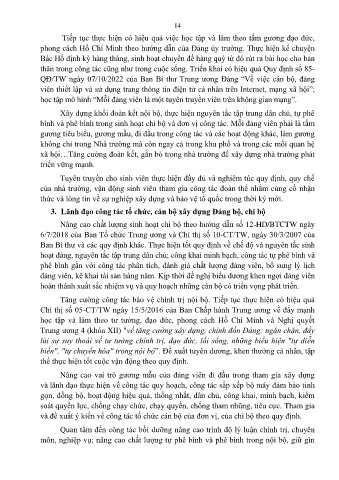 14
Tiếp tục thực hiện có hiệu quả việc học tập và làm theo tấm gương đạo đức,
phong cách Hồ Chí Minh theo hướng dẫn của Đảng ủy trường. Thực hiện kể chuyện
Bác Hồ định kỳ hàng tháng, sinh hoạt chuyên đề hàng quý từ đó rút ra bài học cho bản
thân trong công tác cũng như trong cuộc sống. Triển khai có hiệu quả Quy định số 85-
QĐ/TW ngày 07/10/2022 của Ban Bí thư Trung ương Đảng “Về việc cán bộ, đảng
viên thiết lập và sử dụng trang thông tin điện tử cá nhân trên Internet, mạng xã hội”;
học tập mô hình “Mỗi đảng viên là một tuyên truyền viên trên không gian mạng”.
Xây dựng khối đoàn kết nội bộ, thực hiện nguyên tắc tập trung dân chủ, tự phê
bình và phê bình trong sinh hoạt chi bộ và đơn vị công tác. Mỗi đảng viên phải là tấm
gương tiêu biểu, gương mẫu, đi đầu trong công tác và các hoạt động khác, làm gương
không chỉ trong Nhà trường mà còn ngay cả trong khu phố và trong các mối quan hệ
xã hội…Tăng cường đoàn kết, gắn bó trong nhà trường để xây dựng nhà trường phát
triển vững mạnh.
Tuyên truyền cho sinh viên thực hiện đầy đủ và nghiêm túc quy định, quy chế
của nhà trường, vận động sinh viên tham gia công tác đoàn thể nhằm củng cố nhận
thức và lòng tin về sự nghiệp xây dựng và bảo vệ tổ quốc trong thời kỳ mới.
3. Lãnh đạo công tác tổ chức, cán bộ xây dựng Đảng bộ, chi bộ
Nâng cao chất lượng sinh hoạt chi bộ theo hướng dẫn số 12-HD/BTCTW ngày
6/7/2018 của Ban Tổ chức Trung ương và Chỉ thị số 10-CT/TW, ngày 30/3/2007 của
Ban Bí thư và các quy định khác. Thực hiện tốt quy định về chế độ và nguyên tắc sinh
hoạt đảng, nguyên tắc tập trung dân chủ; công khai minh bạch, công tác tự phê bình và
phê bình gắn với công tác phân tích, đánh giá chất lượng đảng viên, bổ sung lý lịch
đảng viên, kê khai tài sản hàng năm. Kịp thời đề nghị biểu dương khen ngợi đảng viên
hoàn thành xuất sắc nhiệm vụ và quy hoạch những cán bộ có triển vọng phát triển.
Tăng cường công tác bảo vệ chính trị nội bộ. Tiếp tục thực hiện có hiệu quả
Chỉ thị số 05-CT/TW ngày 15/5/2016 của Ban Chấp hành Trung ương về đẩy mạnh
học tập và làm theo tư tưởng, đạo đức, phong cách Hồ Chí Minh và Nghị quyết
Trung ương 4 (khóa XII) "về tăng cường xây dựng, chỉnh đốn Đảng; ngăn chặn, đẩy
lùi sự suy thoái về tư tưởng chính trị, đạo đức, lối sống, những biểu hiện "tự diễn
biến", "tự chuyển hóa" trong nội bộ". Đề xuất tuyên dương, khen thưởng cá nhân, tập
thể thực hiện tốt cuộc vận động theo quy định.
Nâng cao vai trò gương mẫu của đảng viên đi đầu trong tham gia xây dựng
và lãnh đạo thực hiện về công tác quy hoạch, công tác sắp xếp bộ máy đảm bảo tinh
gọn, đồng bộ, hoạt động hiệu quả, thống nhất, dân chủ, công khai, minh bạch, kiểm
soát quyền lực, chống chạy chức, chạy quyền, chống tham nhũng, tiêu cực. Tham gia
và đề xuất ý kiến về công tác tổ chức cán bộ của đơn vị, của chi bộ theo quy định.
Quan tâm đến công tác bồi dưỡng nâng cao trình độ lý luận chính trị, chuyên
môn, nghiệp vụ; nâng cao chất lượng tự phê bình và phê bình trong nội bộ, giữ gìn